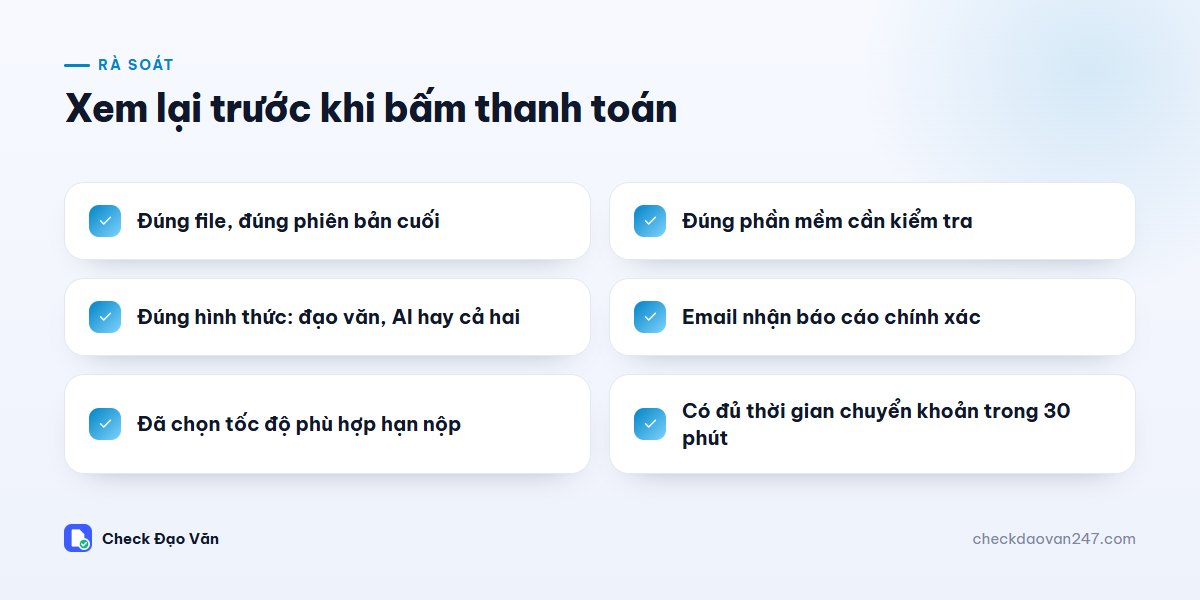 RÀ SOÁT
Xem lại trước khi bấm thanh toán
Đúng file, đúng phiên bản cuối
Đúng phần mềm cần kiểm tra
Đúng hình thức: đạo văn, AI hay cả hai
Email nhận báo cáo chính xác
Đã chọn tốc độ phù hợp hạn nộp
Có đủ thời gian chuyển khoản trong 30
phút
Check Đạo Văn
checkdaovan247.com